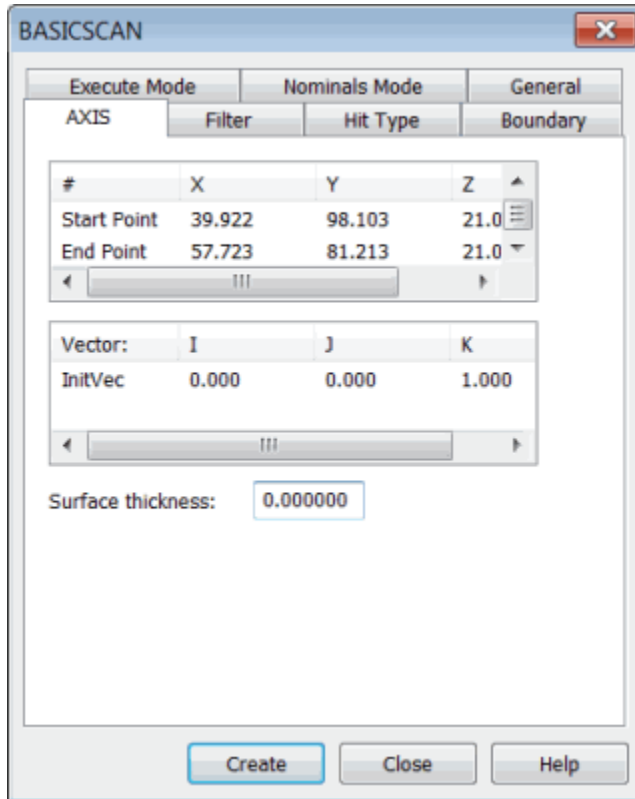 BASICSCAN
Execute Mode Nominals Mode General
AXIS Filter Hit Type Boundary
# X Y Z
Start Point 39.922 98.103 21.0
End Point 57.723 81.213 21.0
Vector: I J K
InitVec 0.000 0.000 1.000
Surface thickness: 0.000000
Create Close Help